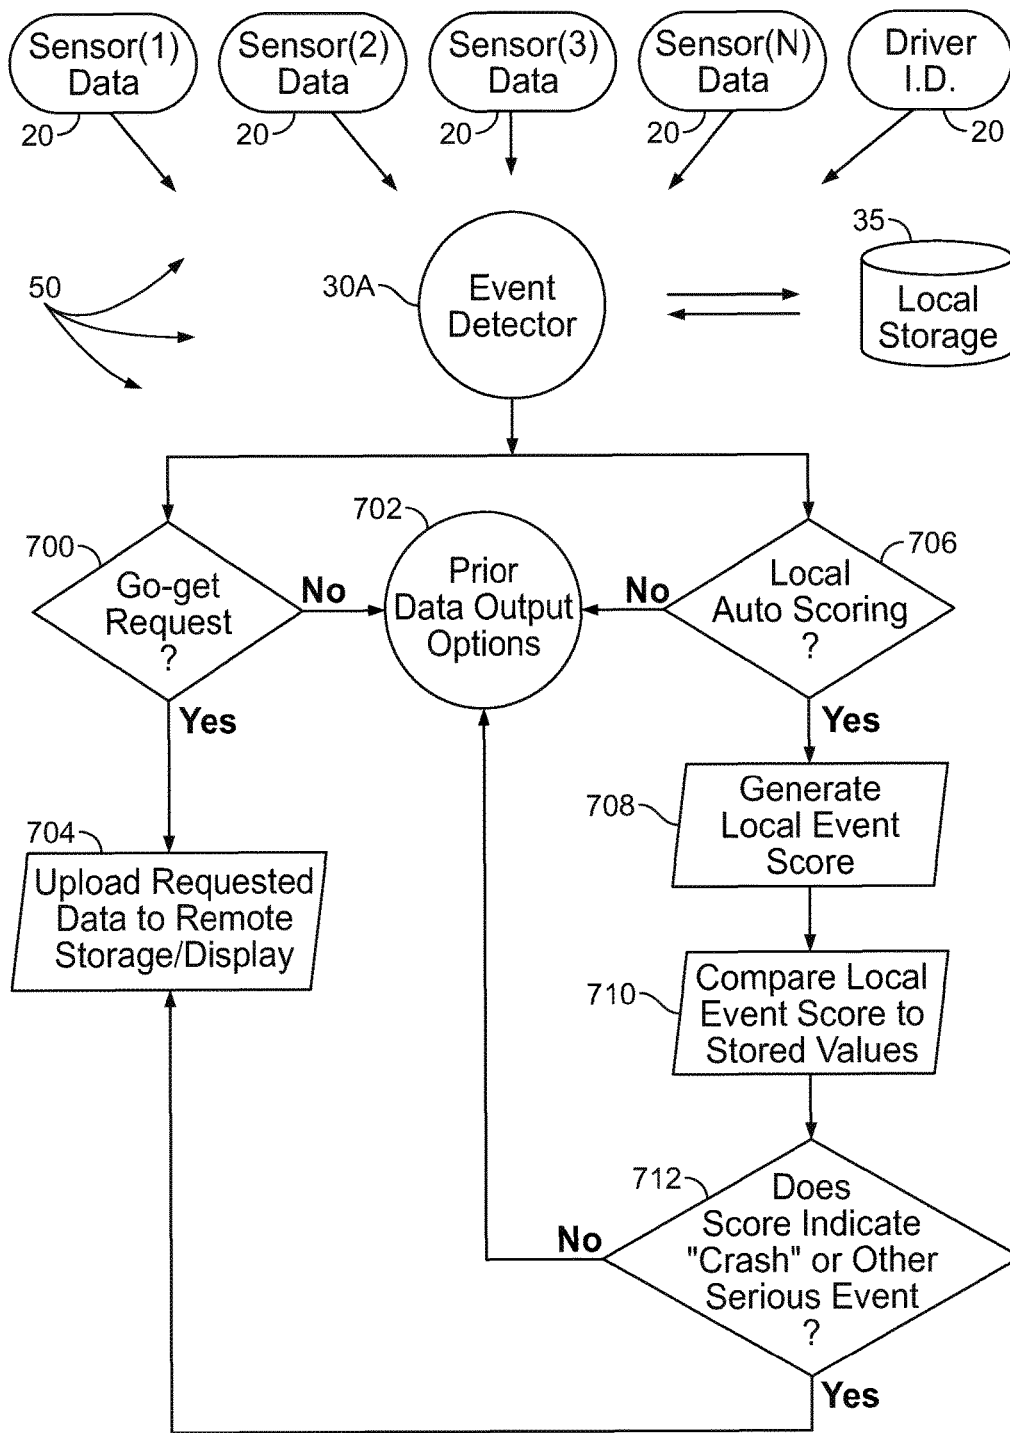 Sensor(1)
Data
20
Sensor(2)
Data
20
Sensor(3)
Data
20
Sensor(N)
Data
20
Driver
I.D.
20
50
30A
Event
Detector
35
Local
Storage
700
Go-get
Request
?
No
Yes
702
Prior
Data Output
Options
706
Local
Auto Scoring
?
No
Yes
704
Upload Requested
Data to Remote
Storage/Display
708
Generate
Local Event
Score
710
Compare Local
Event Score to
Stored Values
712
Does
Score Indicate
"Crash" or Other
Serious Event
?
No
Yes